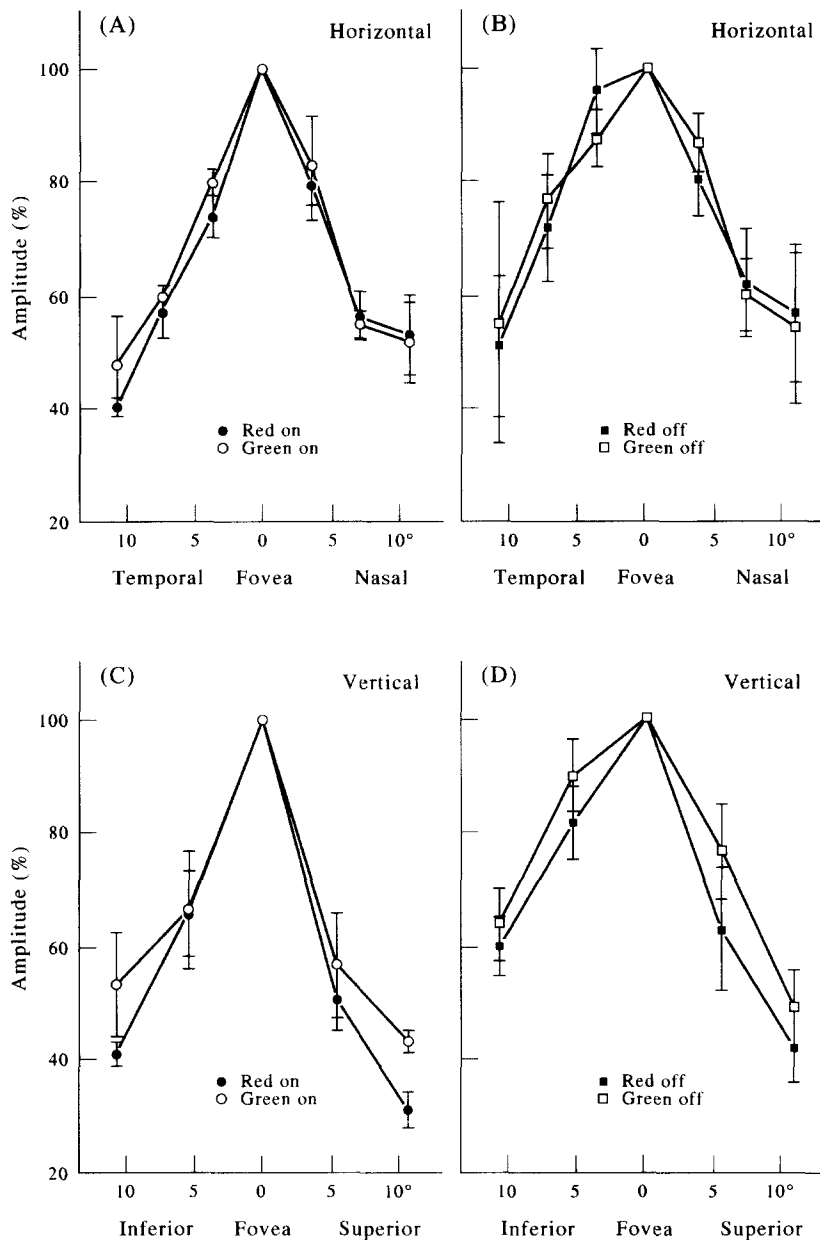 (A)
Horizontal
100
80
60
40
20
Amplitude (%)
Red on
Green on
10 5 0 5 10°
Temporal Fovea Nasal
(B)
Horizontal
Red off
Green off
10 5 0 5 10°
Temporal Fovea Nasal
(C)
Vertical
100
80
60
40
20
Amplitude (%)
Red on
Green on
10 5 0 5 10°
Inferior Fovea Superior
(D)
Vertical
Red off
Green off
10 5 0 5 10°
Inferior Fovea Superior